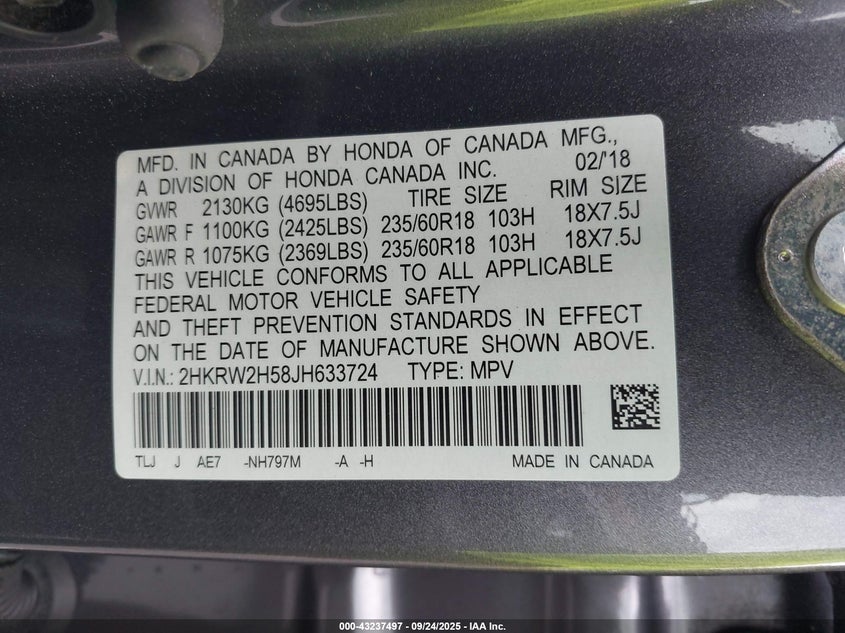 MFD. IN CANADA BY HONDA OF CANADA MFG.,
A DIVISION OF HONDA CANADA INC. 02/'18
GVWR 2130KG (4695LBS) TIRE SIZE RIM SIZE
GAWR F 1100KG (2425LBS) 235/60R18 103H 18X7.5J
GAWR R 1075KG (2369LBS) 235/60R18 103H 18X7.5J
THIS VEHICLE CONFORMS TO ALL APPLICABLE
FEDERAL MOTOR VEHICLE SAFETY
AND THEFT PREVENTION STANDARDS IN EFFECT
ON THE DATE OF MANUFACTURE SHOWN ABOVE.
V.I.N.: 2HKRW2H58JH633724 TYPE: MPV
TLJ J AE7 -NH797M -A -H MADE IN CANADA
000-43237497 - 09/24/2025 - IAA Inc.